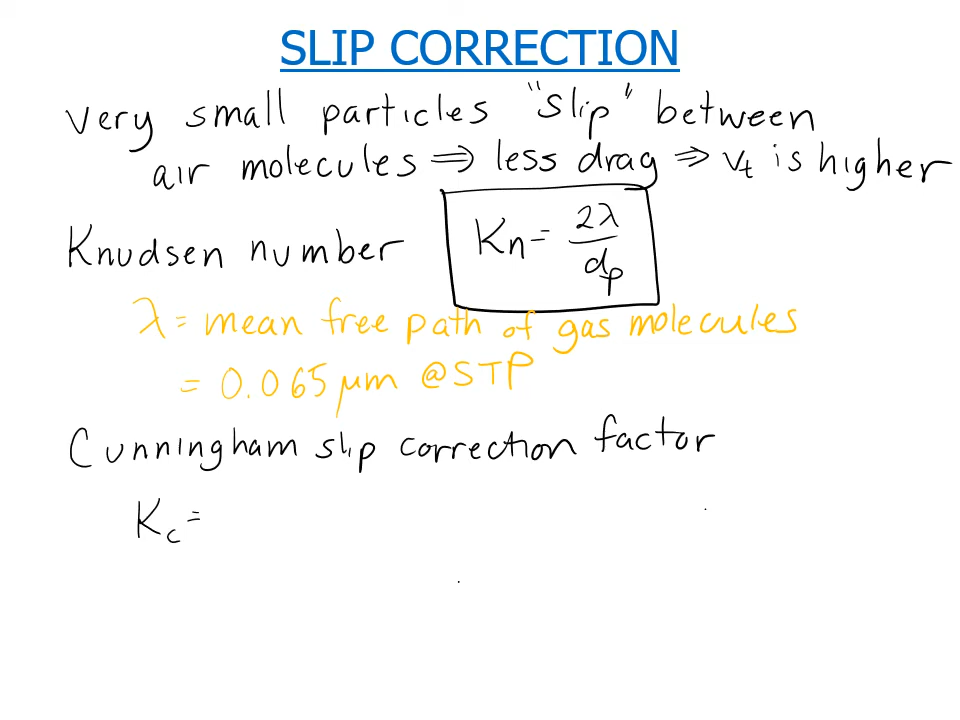 SLIP CORRECTION
Very small particles "slip" between
air molecules ⇒ less drag ⇒ vt is higher
Knudsen number Kn = 2λ/dp
λ = mean free path of gas molecules
= 0.065 μm @ STP
Cunningham slip correction factor
Kc =